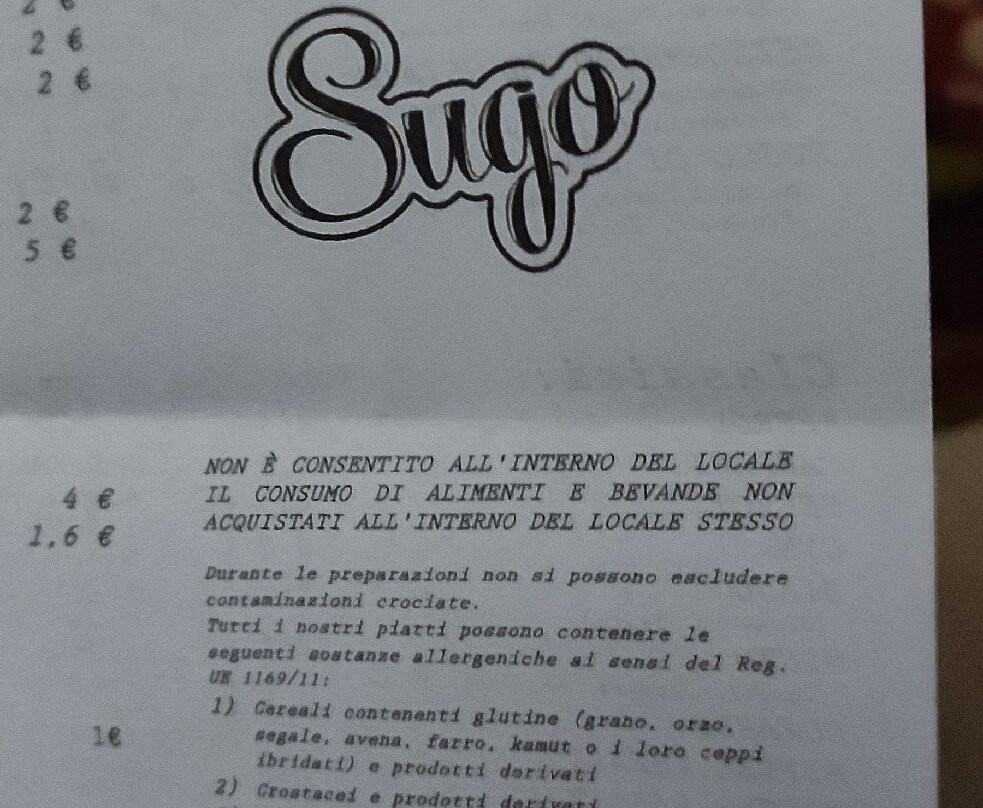 2 €
2 €
2 €
2 €
5 €
4 €
1.6 €
1€
Sugo
NON È CONSENTITO ALL'INTERNO DEL LOCALE
IL CONSUMO DI ALIMENTI E BEVANDE NON
ACQUISTATI ALL'INTERNO DEL LOCALE STESSO
Durante le preparazioni non si possono escludere
contaminazioni crociate.
Tutti i nostri piatti possono contenere le
seguenti sostanze allergeniche ai sensi del Reg.
UE 1169/11:
1) Cereali contenenti glutine (grano, orzo,
segale, avena, farro, kamut o i loro ceppi
ibridati) e prodotti derivati
2) Crostacei e prodotti derivati